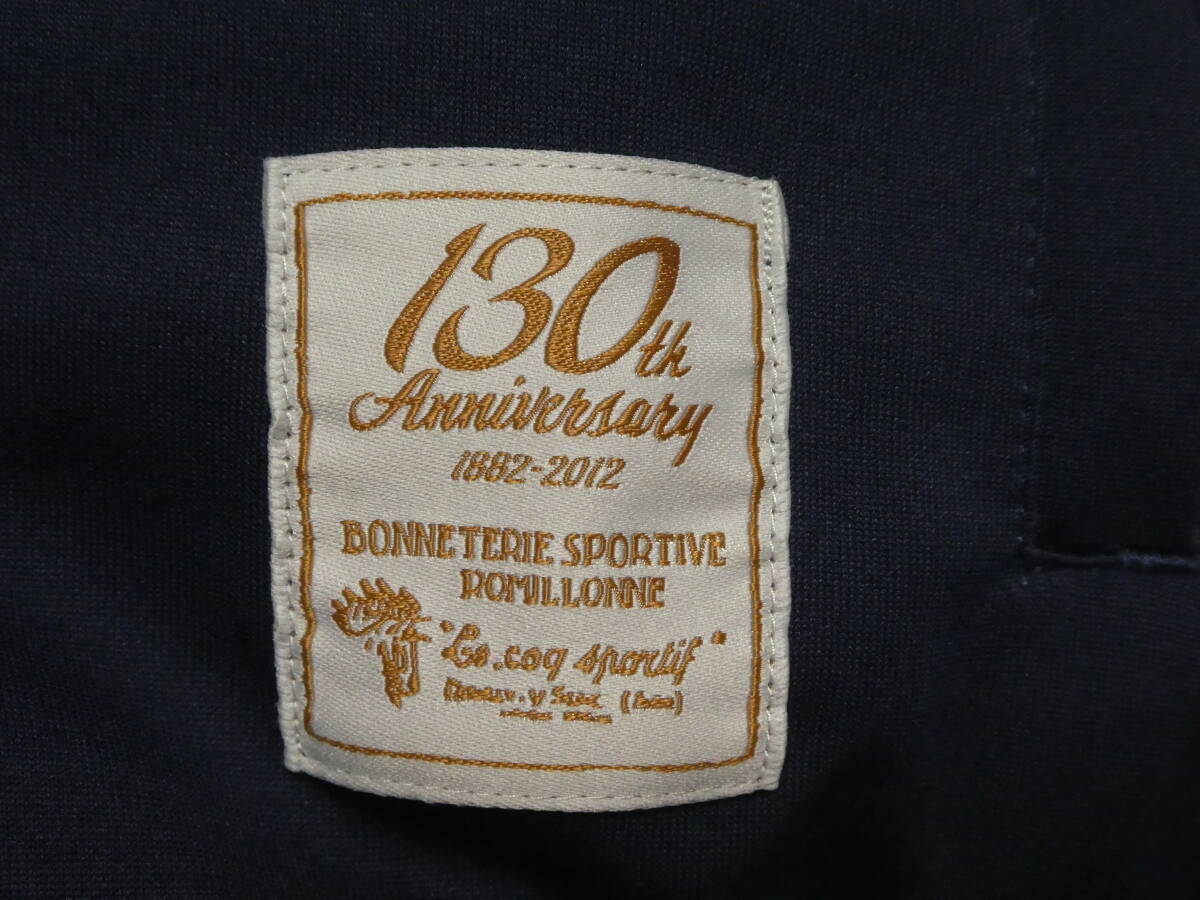 130th
Anniversary
1882-2012
BONNETERIE SPORTIVE
ROMILLONNE
"Le.coq sportif"